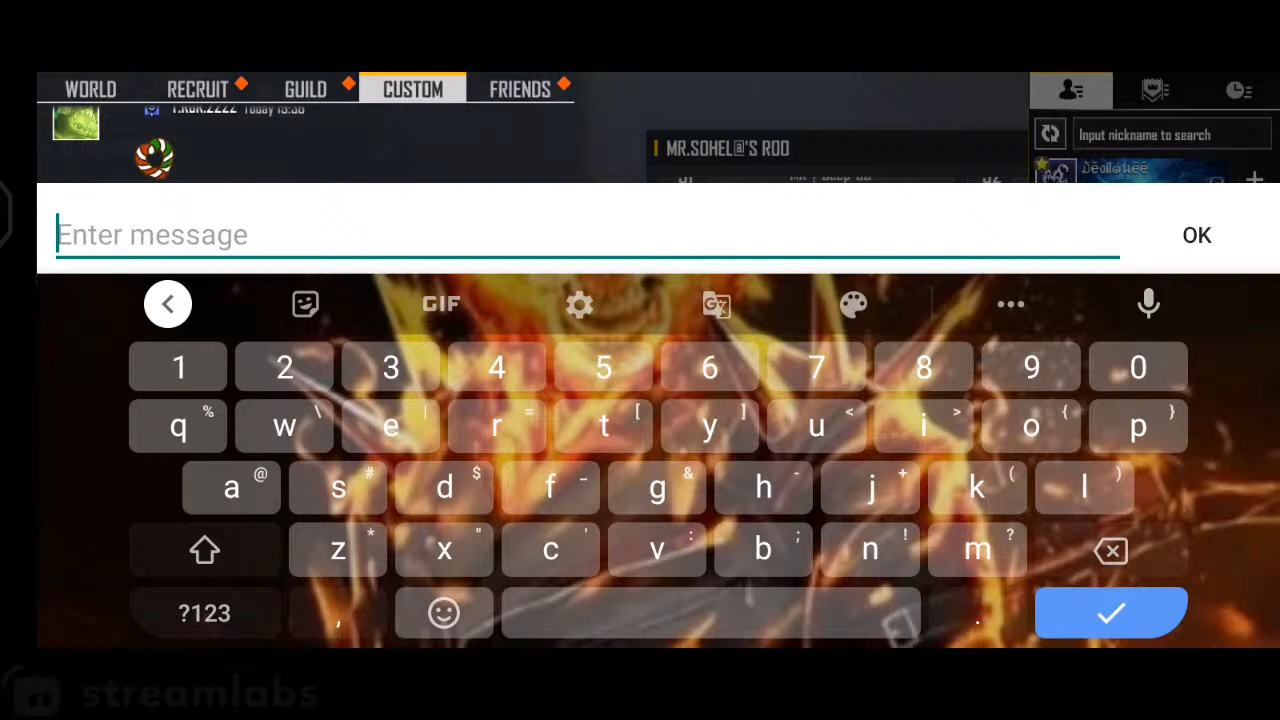 WORLD RECRUIT GUILD CUSTOM FRIENDS
Today
MR.SOHEL@'S ROO
Input nickname to search
Enter message
OK
GIF
1 2 3 4 5 6 7 8 9 0
q % w \ e | r = t [ y ] u < i > o { p }
a @ s # d $ f _ g & h - j + k ( l )
z * x " c ' v : b ; n ! m ?
?123 , .
streamlabs